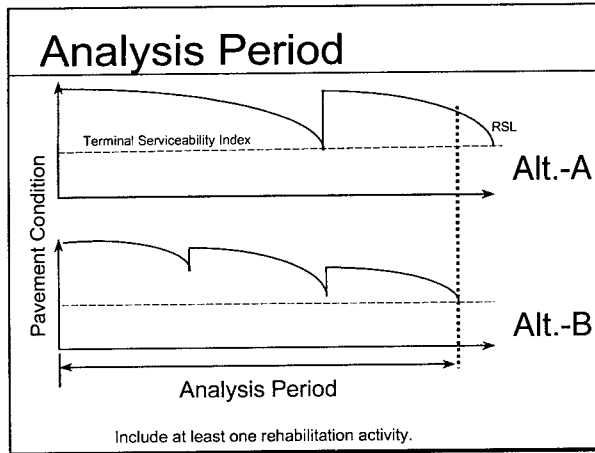 Analysis Period
Terminal Serviceability Index
RSL
Alt.-A
Pavement Condition
Alt.-B
Analysis Period
Include at least one rehabilitation activity.